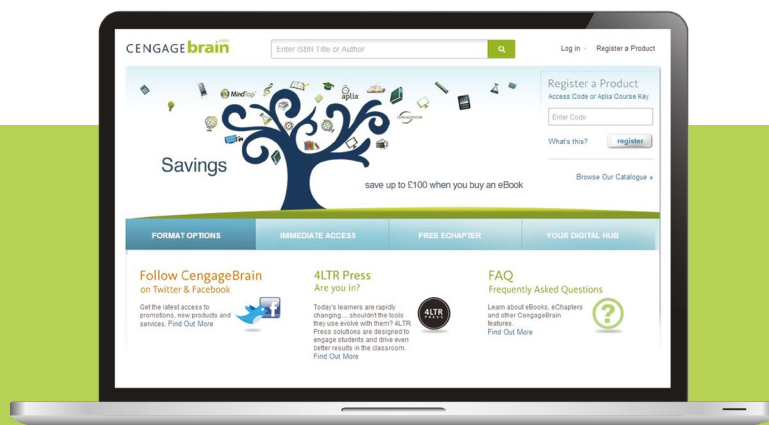 CENGAGE brain
.com
Enter ISBN Title or Author
Log in
Register a Product
MindTap
aplia
CENGAGENOW
Savings
save up to £100 when you buy an eBook
Register a Product
Access Code or Aplia Course Key
Enter Code
What's this?
register
Browse Our Catalogue »
FORMAT OPTIONS
IMMEDIATE ACCESS
FREE ECHAPTER
YOUR DIGITAL HUB
Follow CengageBrain
on Twitter & Facebook
Get the latest access to
promotions, new products and
services. Find Out More
4LTR Press
Are you in?
Today's learners are rapidly
changing... shouldnt the tools
they use evolve with them? 4LTR
Press solutions are designed to
engage students and drive even
better results in the classroom.
Find Out More
4LTR
PRESS
FAQ
Frequently Asked Questions
Learn about eBooks, eChapters
and other CengageBrain
features.
Find Out More